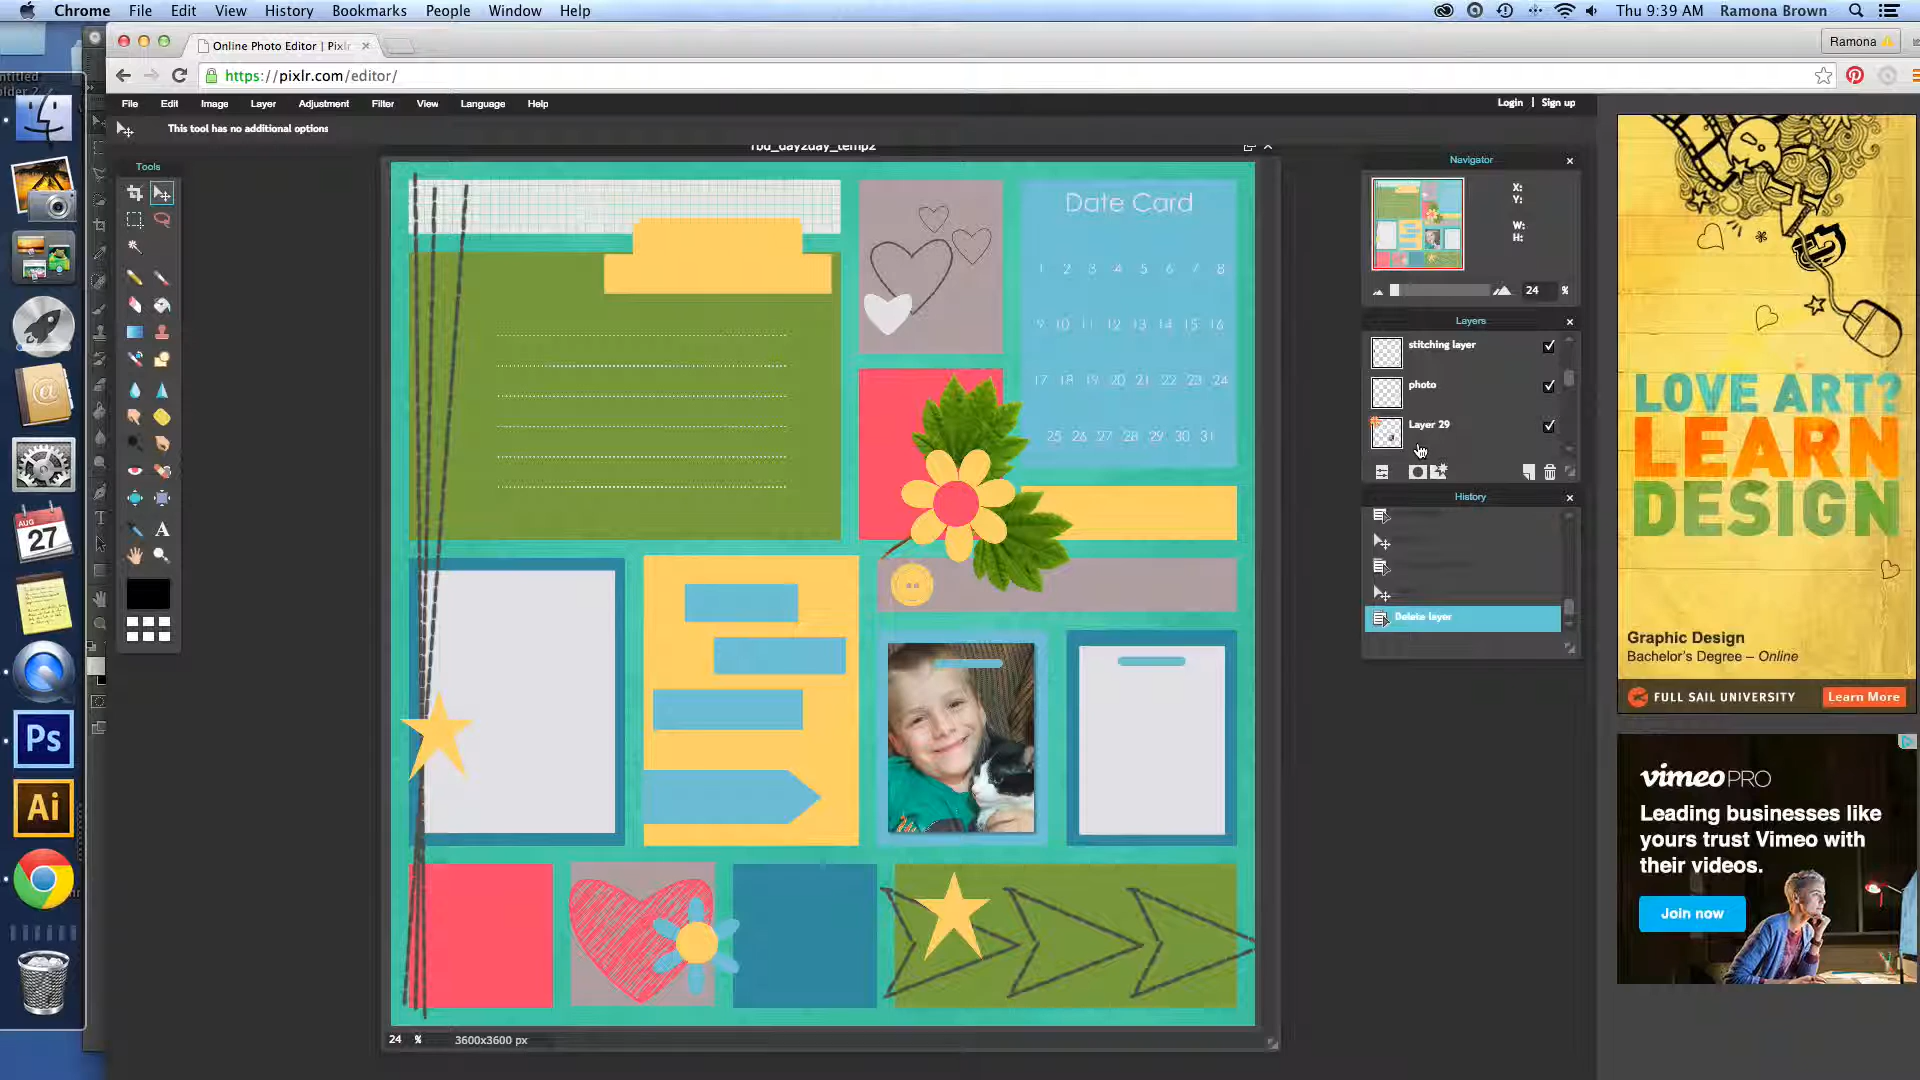 Chrome File Edit View History Bookmarks People Window Help
Thu 9:39 AM Ramona Brown
Online Photo Editor | Pixlr
Ramona
https://pixlr.com/editor/
File Edit Image Layer Adjustment Filter View Language Help
Login | Sign up
This tool has no additional options
rbd_day2day_temp2
Tools
Navigator
X:
Y:
W:
H:
24 %
Layers
stitching layer
photo
Layer 29
History
Delete layer
Date Card
1 2 3 4 5 6 7 8
9 10 11 12 13 14 15 16
17 18 19 20 21 22 23 24
25 26 27 28 29 30 31
24 % 3600x3600 px
AUG
27
Ps
Ai
A
LOVE ART?
LEARN
DESIGN
Graphic Design
Bachelor's Degree – Online
FULL SAIL UNIVERSITY
Learn More
vimeo PRO
Leading businesses like
yours trust Vimeo with
their videos.
Join now